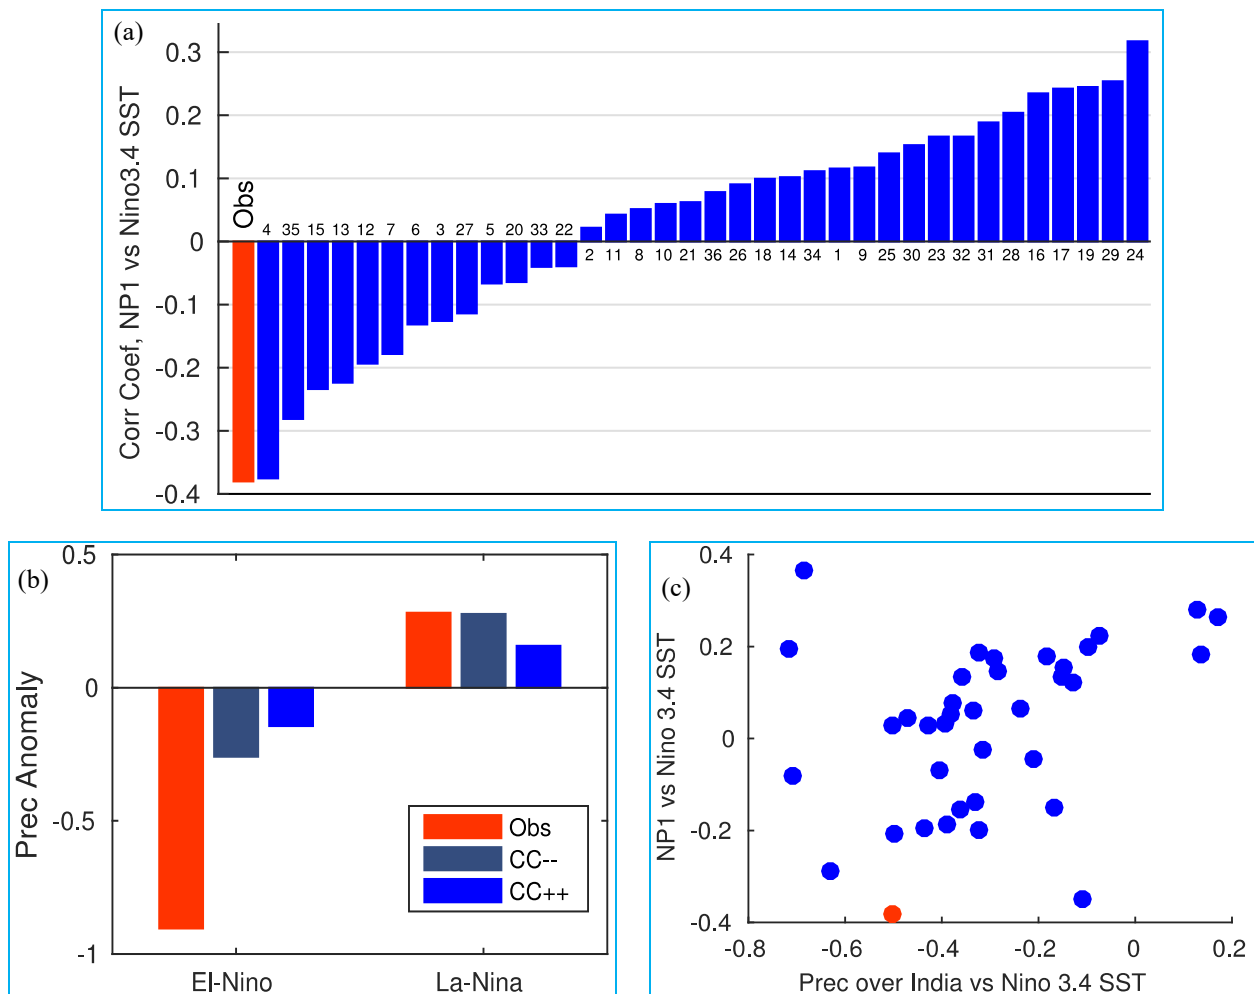 (a)
Corr Coef, NP1 vs Nino3.4 SST
0.3
0.2
0.1
0
-0.1
-0.2
-0.3
-0.4
Obs
4 35 15 13 12 7 6 3 27 5 20 33 22
2 11 8 10 21 36 26 18 14 34 1 9 25 30 23 32 31 28 16 17 19 29 24
(b)
Prec Anomaly
0.5
0
-0.5
-1
El-Nino La-Nina
Obs
CC--
CC++
(c)
NP1 vs Nino 3.4 SST
0.4
0.2
0
-0.2
-0.4
-0.8 -0.6 -0.4 -0.2 0 0.2
Prec over India vs Nino 3.4 SST